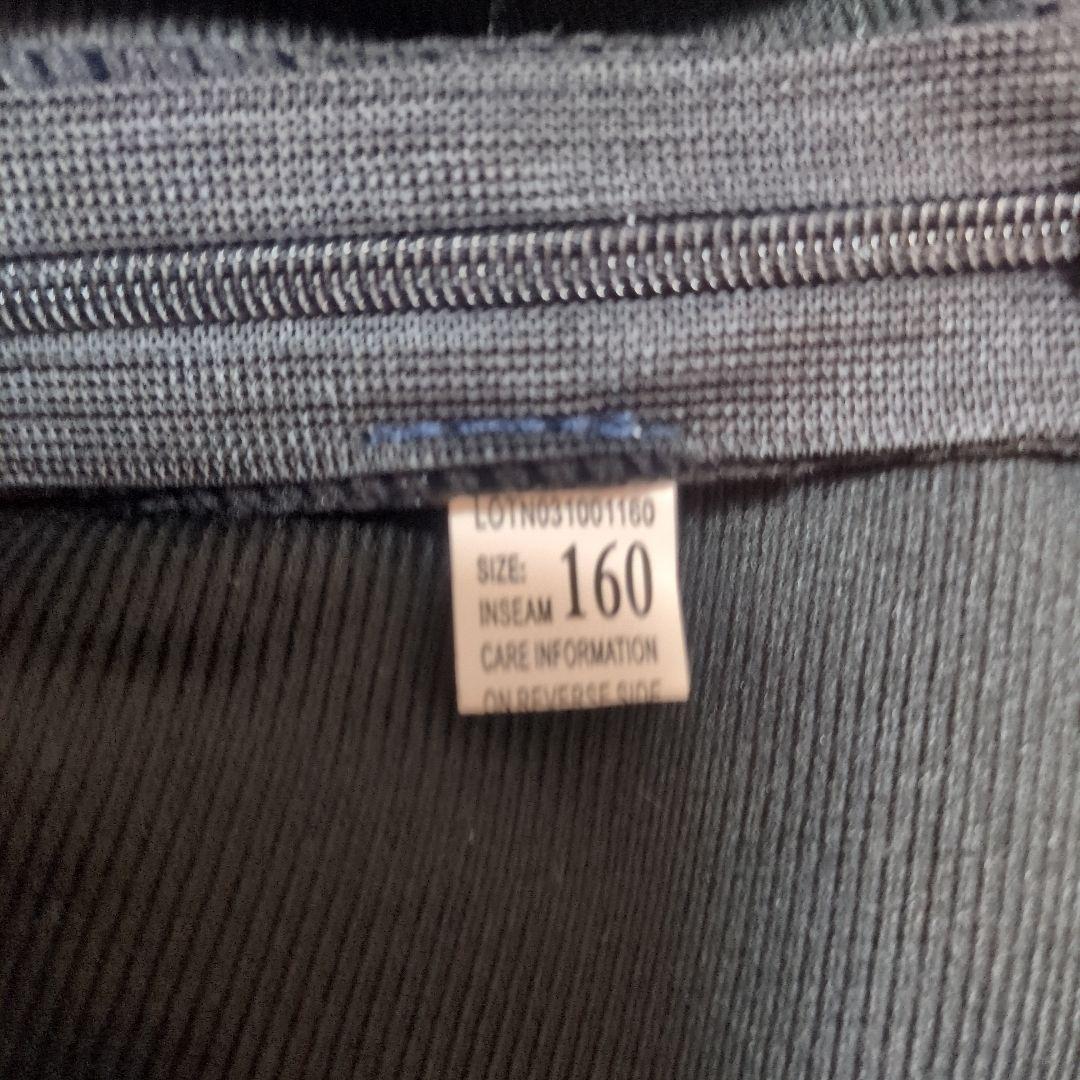 LOTN031001160
SIZE: 160
INSEAM
CARE INFORMATION
ON REVERSE SIDE